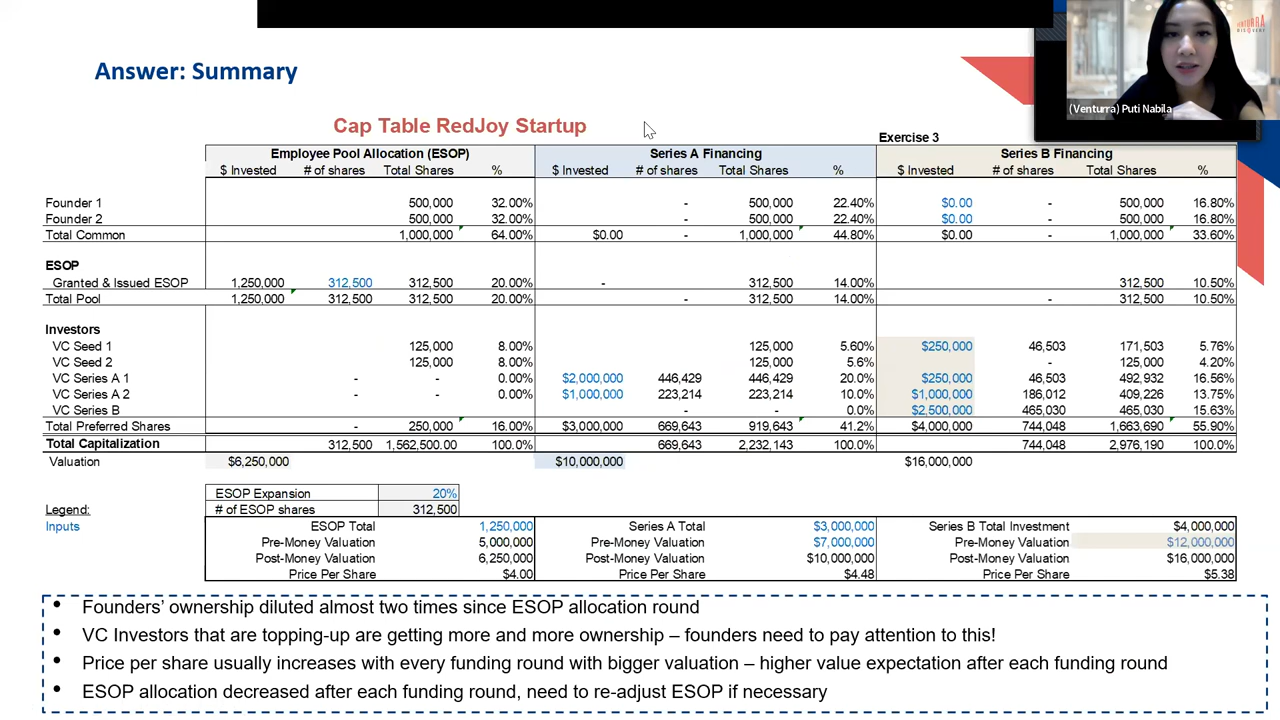 VENTURRA
DISCOVERY
(Venturra) Puti Nabila
Answer: Summary
Cap Table RedJoy Startup
Exercise 3
Employee Pool Allocation (ESOP) Series A Financing Series B Financing
$ Invested # of shares Total Shares % $ Invested # of shares Total Shares % $ Invested # of shares Total Shares %
Founder 1 500,000 32.00% - 500,000 22.40% $0.00 - 500,000 16.80%
Founder 2 500,000 32.00% - 500,000 22.40% $0.00 - 500,000 16.80%
Total Common 1,000,000 64.00% $0.00 - 1,000,000 44.80% $0.00 - 1,000,000 33.60%
ESOP
Granted & Issued ESOP 1,250,000 312,500 312,500 20.00% - 312,500 14.00% 312,500 10.50%
Total Pool 1,250,000 312,500 312,500 20.00% - 312,500 14.00% - 312,500 10.50%
Investors
VC Seed 1 125,000 8.00% 125,000 5.60% $250,000 46,503 171,503 5.76%
VC Seed 2 125,000 8.00% 125,000 5.6% - 125,000 4.20%
VC Series A 1 - - 0.00% $2,000,000 446,429 446,429 20.0% $250,000 46,503 492,932 16.56%
VC Series A 2 - - 0.00% $1,000,000 223,214 223,214 10.0% $1,000,000 186,012 409,226 13.75%
VC Series B - - 0.0% $2,500,000 465,030 465,030 15.63%
Total Preferred Shares - 250,000 16.00% $3,000,000 669,643 919,643 41.2% $4,000,000 744,048 1,663,690 55.90%
Total Capitalization 312,500 1,562,500.00 100.0% 669,643 2,232,143 100.0% 744,048 2,976,190 100.0%
Valuation $6,250,000 $10,000,000 $16,000,000
ESOP Expansion 20%
Legend: # of ESOP shares 312,500
Inputs ESOP Total 1,250,000 Series A Total $3,000,000 Series B Total Investment $4,000,000
Pre-Money Valuation 5,000,000 Pre-Money Valuation $7,000,000 Pre-Money Valuation $12,000,000
Post-Money Valuation 6,250,000 Post-Money Valuation $10,000,000 Post-Money Valuation $16,000,000
Price Per Share $4.00 Price Per Share $4.48 Price Per Share $5.38
• Founders’ ownership diluted almost two times since ESOP allocation round
• VC Investors that are topping-up are getting more and more ownership – founders need to pay attention to this!
• Price per share usually increases with every funding round with bigger valuation – higher value expectation after each funding round
• ESOP allocation decreased after each funding round, need to re-adjust ESOP if necessary